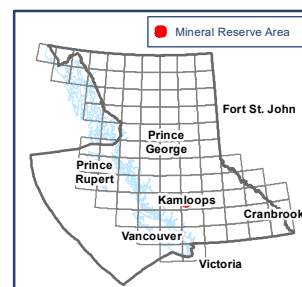 Mineral Reserve Area
Fort St. John
Prince
George
Prince
Rupert
Kamloops
Cranbrook
Vancouver
Victoria